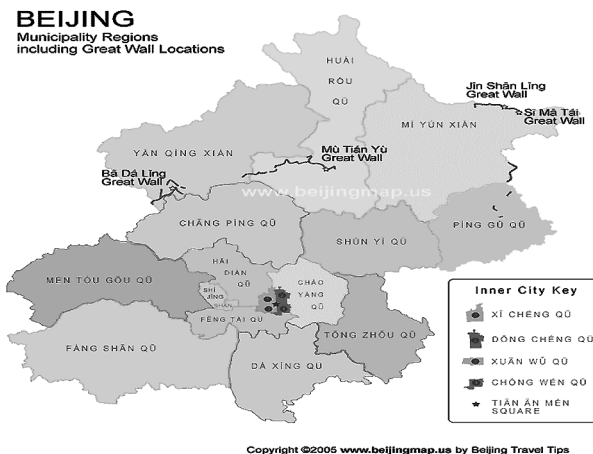 BEIJING
Municipality Regions
including Great Wall Locations
HUÁI
RÓU
QŪ
Jīn Shān Lǐng
Great Wall
Sī Mǎ Tái
Great Wall
MÌ YÚN XIÀN
YÁN QÌNG XIÀN
Mù Tián Yù
Great Wall
Bā Dá Lǐng
Great Wall
www.beijingmap.us
CHĀNG PÍNG QŪ
SHÙN YÌ QŪ
PÍNG GŬ QŪ
MÉN TÓU GŌU QŪ
HǍI
DIÀN
QŪ
CHÁO
YÁNG
QŪ
SHÍ
JǏNG
SHĀN
FĒNG TÁI QŪ
TŌNG ZHŌU QŪ
FÁNG SHĀN QŪ
DÀ XĪNG QŪ
Inner City Key
XĪ CHÉNG QŪ
DŌNG CHÉNG QŪ
XUĀN WŬ QŪ
CHÓNG WÉN QŪ
TIĀN ĀN MÉN
SQUARE
Copyright ©2005 www.beijingmap.us by Beijing Travel Tips